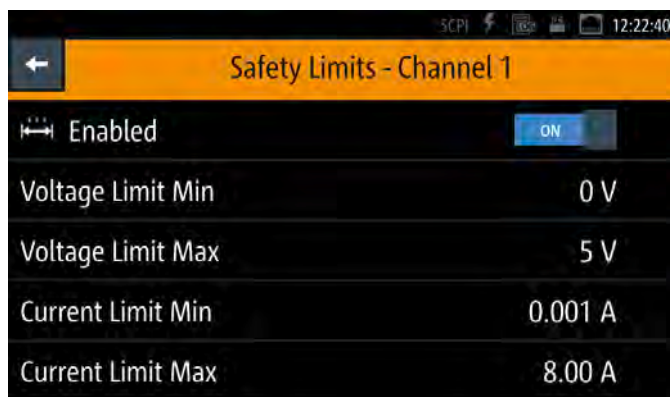 SCPI 12:22:40
Safety Limits - Channel 1
Enabled ON
Voltage Limit Min 0 V
Voltage Limit Max 5 V
Current Limit Min 0.001 A
Current Limit Max 8.00 A